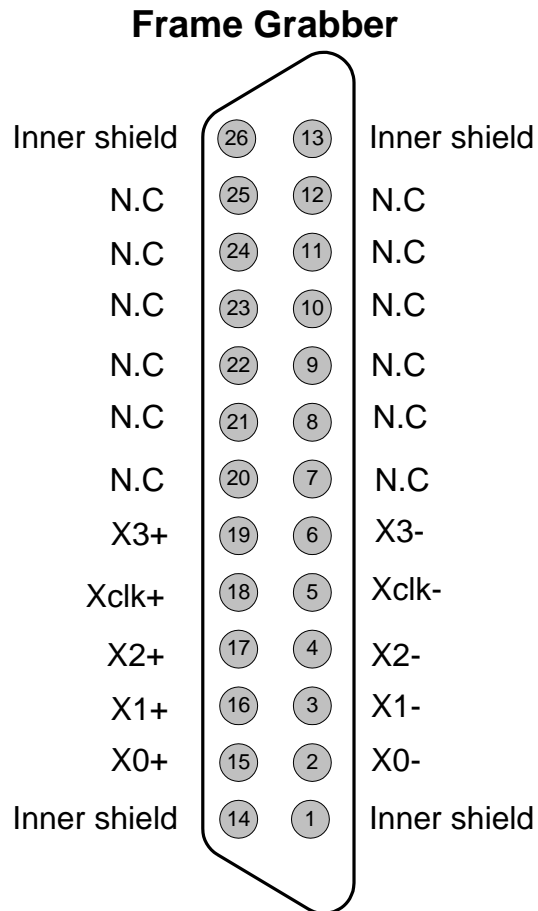 Frame Grabber
Inner shield 26 13 Inner shield
N.C 25 12 N.C
N.C 24 11 N.C
N.C 23 10 N.C
N.C 22 9 N.C
N.C 21 8 N.C
N.C 20 7 N.C
X3+ 19 6 X3-
Xclk+ 18 5 Xclk-
X2+ 17 4 X2-
X1+ 16 3 X1-
X0+ 15 2 X0-
Inner shield 14 1 Inner shield